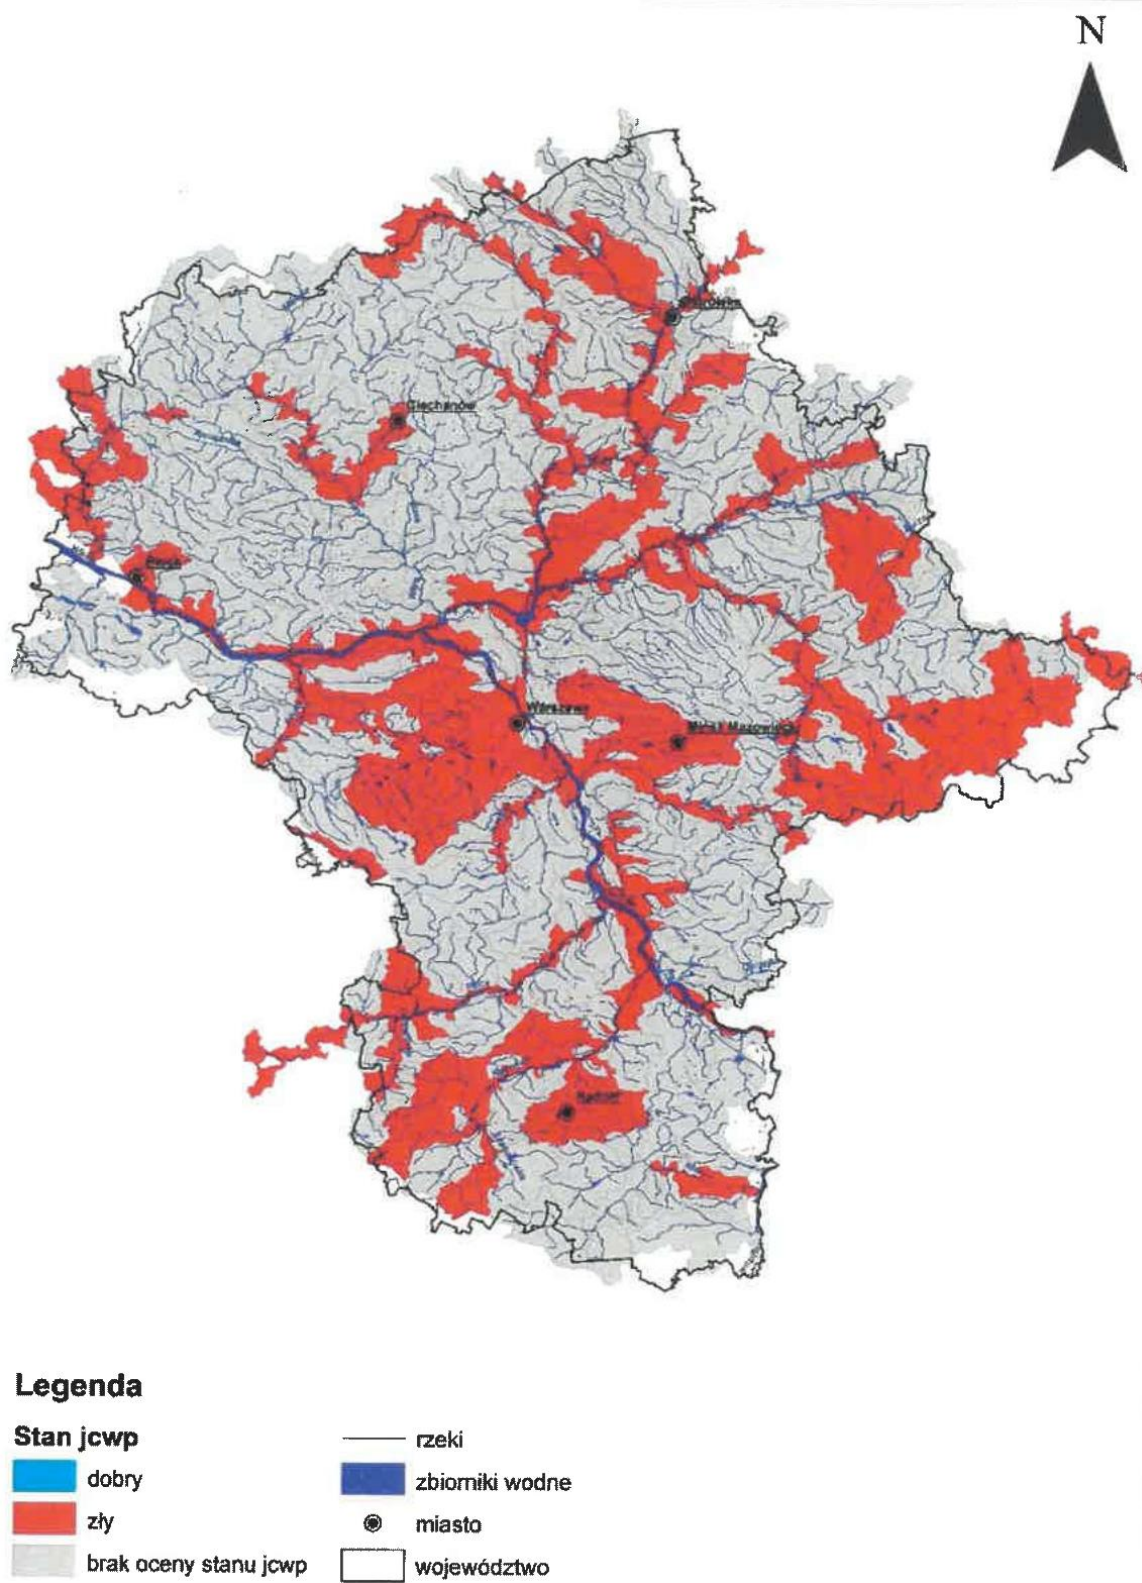 N
Ciechanów
Warszawa
Mińsk Mazowiecki
Radom
Legenda
Stan jcwp
dobry
zły
brak oceny stanu jcwp
rzeki
zbiorniki wodne
miasto
województwo